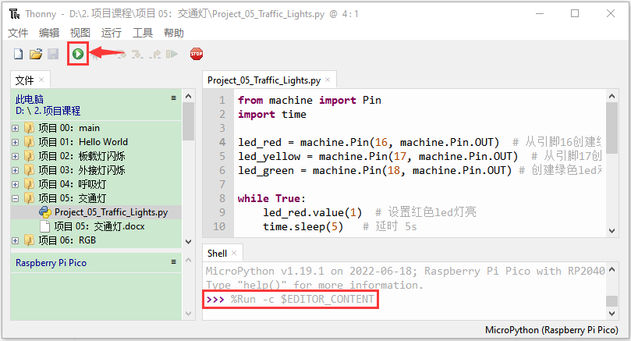 Thonny - D:\2. 项目课程\项目 05：交通灯\Project_05_Traffic_Lights.py @ 4 : 1
文件 编辑 视图 运行 工具 帮助
STOP
文件
此电脑
D: \ 2. 项目课程
项目 00：main
项目 01：Hello World
项目 02：板载灯闪烁
项目 03：外接灯闪烁
项目 04：呼吸灯
项目 05：交通灯
Project_05_Traffic_Lights.py
项目 05：交通灯.docx
项目 06：RGB
Raspberry Pi Pico
Project_05_Traffic_Lights.py
1 from machine import Pin
2 import time
3
4 led_red = machine.Pin(16, machine.Pin.OUT) # 从引脚16创建
5 led_yellow = machine.Pin(17, machine.Pin.OUT) # 从引脚17创
6 led_green = machine.Pin(18, machine.Pin.OUT) # 创建绿色led
7
8 while True:
9 led_red.value(1) # 设置红色led灯亮
10 time.sleep(5) # 延时 5s
Shell
MicroPython v1.19.1 on 2022-06-18; Raspberry Pi Pico with RP2040
Type "help()" for more information.
>>> %Run -c $EDITOR_CONTENT
MicroPython (Raspberry Pi Pico)